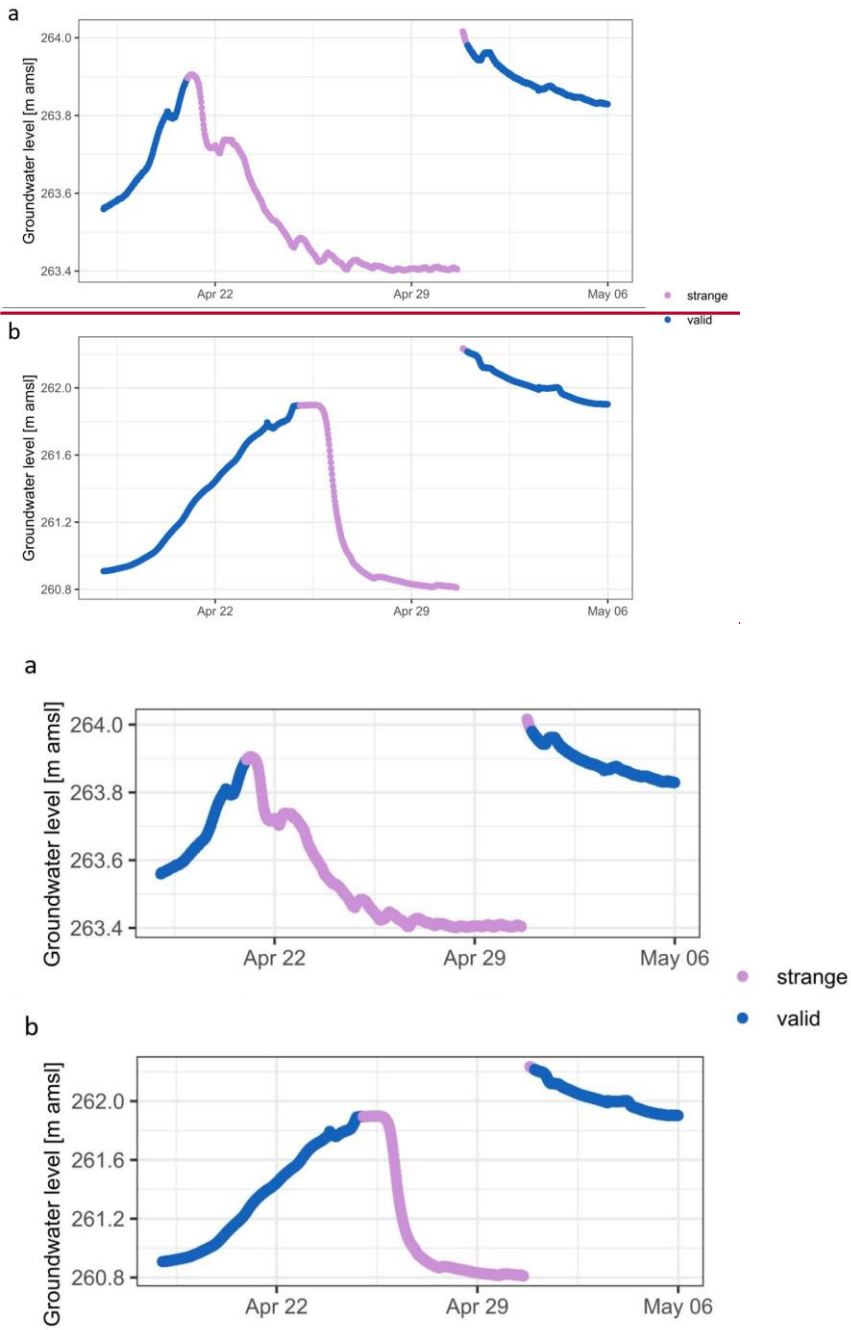 a
Groundwater level [m amsl]
264.0
263.8
263.6
263.4
Apr 22
Apr 29
May 06
strange
valid
b
Groundwater level [m amsl]
262.0
261.6
261.2
260.8
Apr 22
Apr 29
May 06
a
Groundwater level [m amsl]
264.0
263.8
263.6
263.4
Apr 22
Apr 29
May 06
strange
valid
b
Groundwater level [m amsl]
262.0
261.6
261.2
260.8
Apr 22
Apr 29
May 06